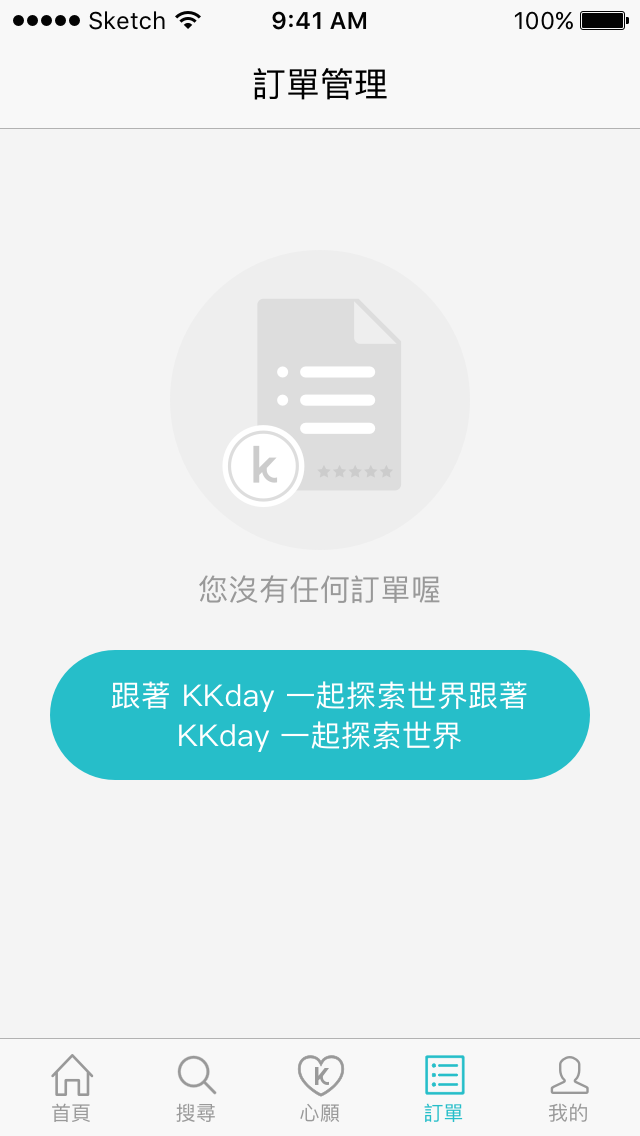 Sketch 9:41 AM 100%
訂單管理
k
您沒有任何訂單喔
跟著 KKday 一起探索世界跟著
KKday 一起探索世界
k
首頁 搜尋 心願 訂單 我的